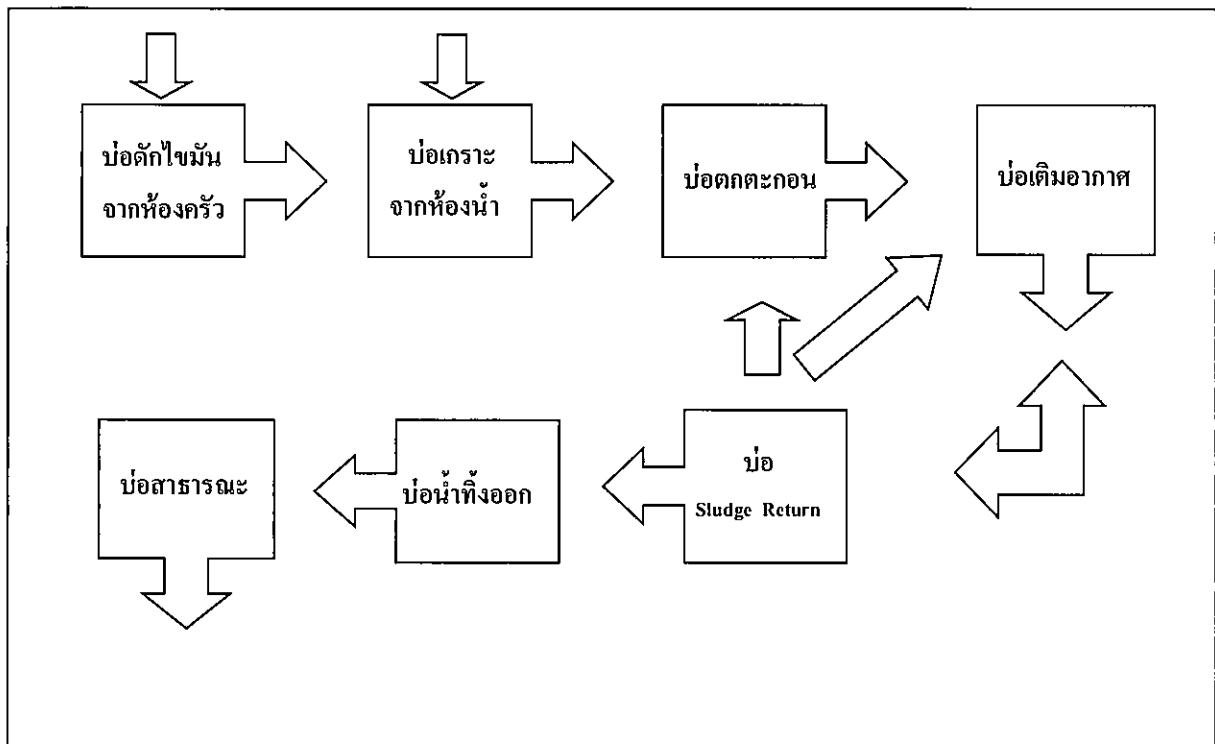 บ่อดักไขมัน
จากห้องครัว
บ่อเกราะ
จากห้องน้ำ
บ่อตกตะกอน
บ่อเติมอากาศ
บ่อสาธารณะ
บ่อน้ำทิ้งออก
บ่อ
Sludge Return